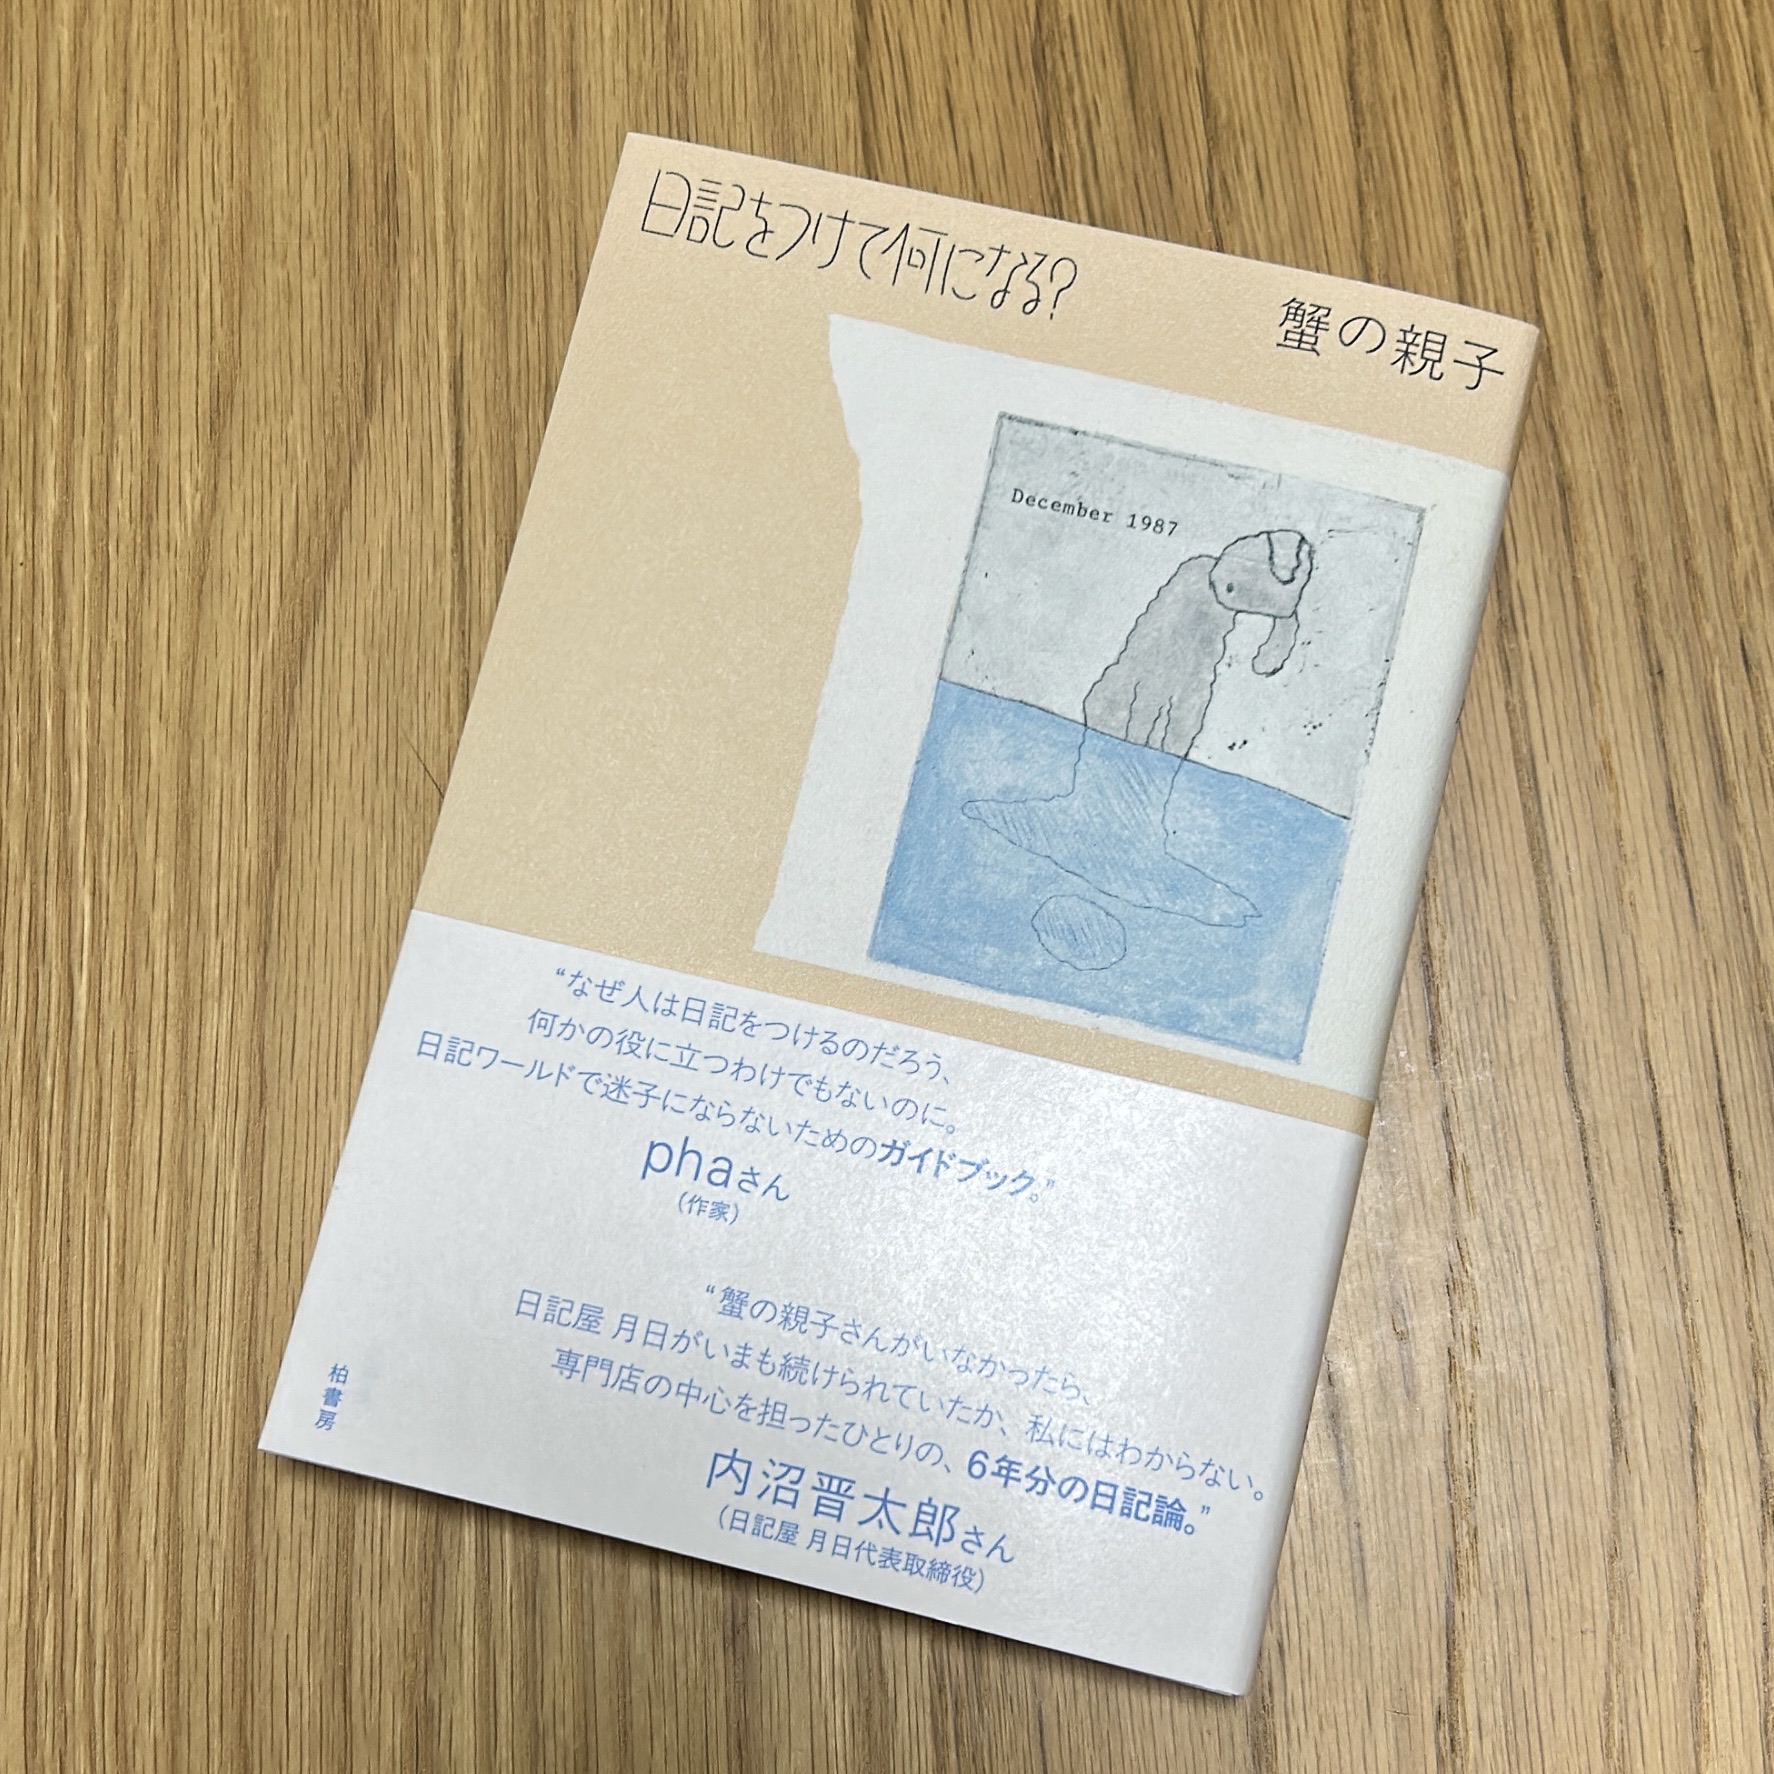 日記をつけて何になる?
蟹の親子
December 1987
“なぜ人は日記をつけるのだろう、
何かの役に立つわけでもないのに。
日記ワールドで迷子にならないためのガイドブック。”
phaさん
(作家)
“蟹の親子さんがいなかったら、
日記屋 月日がいまも続けられていたか、私にはわからない。
専門店の中心を担ったひとりの、6年分の日記論。”
内沼晋太郎さん
(日記屋 月日代表取締役)
柏書房